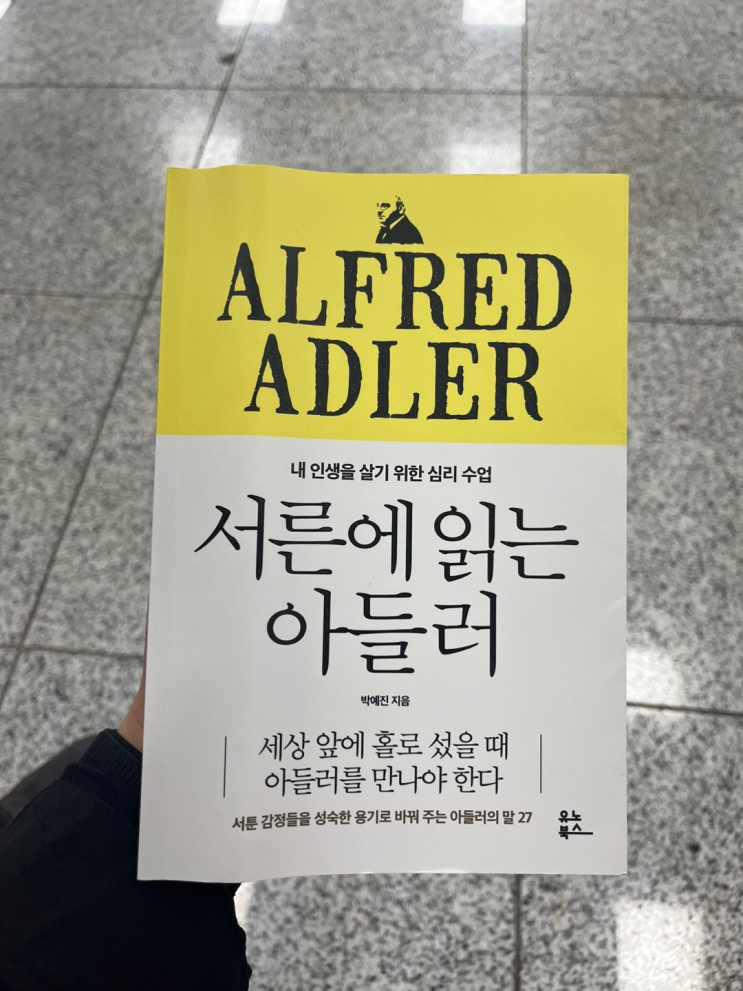 ALFRED
ADLER
내 인생을 살기 위한 심리 수업
서른에 읽는
아들러
박예진 지음
세상 앞에 홀로 섰을 때
아들러를 만나야 한다
서툰 감정들을 성숙한 용기로 바꿔 주는 아들러의 말 27
유노
북스